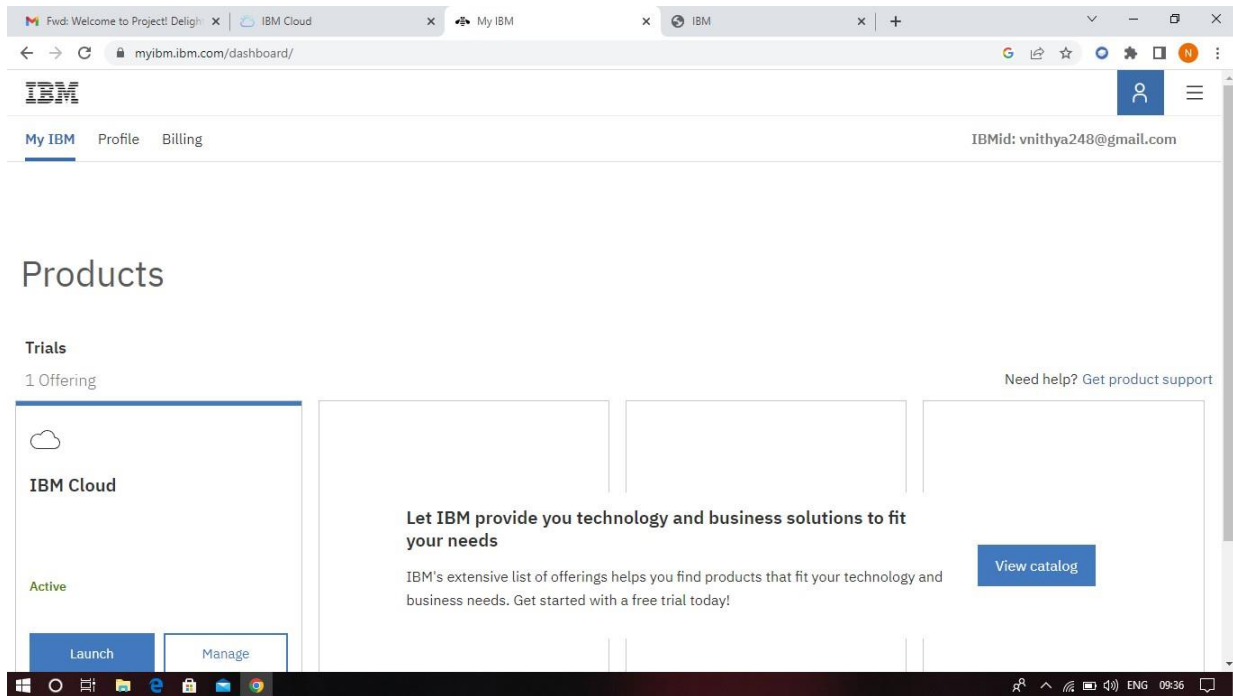 Fwd: Welcome to Project! Deligh
IBM Cloud
My IBM
IBM
myibm.ibm.com/dashboard/
G
N
IBM
My IBM Profile Billing
IBMid: vnithya248@gmail.com
Products
Trials
1 Offering
Need help? Get product support
IBM Cloud
Active
Launch
Manage
Let IBM provide you technology and business solutions to fit
your needs
IBM's extensive list of offerings helps you find products that fit your technology and
business needs. Get started with a free trial today!
View catalog
ENG 09:36